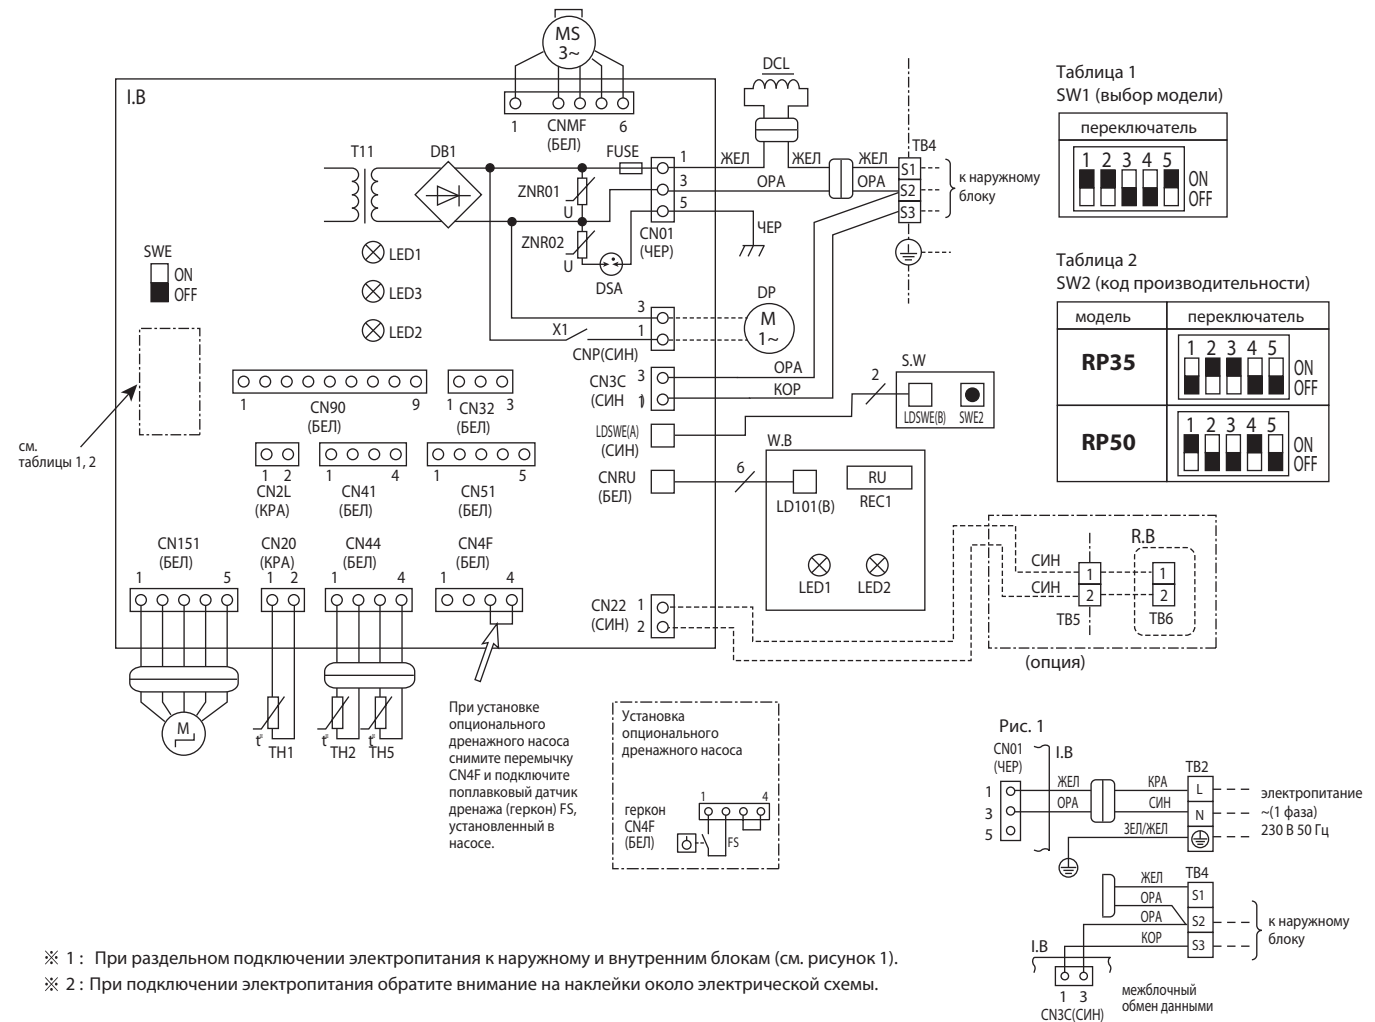 MS
3~
I.B
1
CNMF
(БЕЛ)
6
DCL
T11
DB1
FUSE
ZNR01
U
ZNR02
U
DSA
1
3
5
CN01
(ЧЕР)
ЖЕЛ
ЖЕЛ
ЖЕЛ
ОРА
ОРА
ЧЕР
TB4
S1
S2
S3
к наружному
блоку
SWE
ON
OFF
LED1
LED3
LED2
X1
3
1
CNP(СИН)
DP
M
1~
CN3C
(СИН)
3
1
ОРА
КОР
LDSWE(A)
(СИН)
CNRU
(БЕЛ)
2
6
S.W
LDSWE(B)
SWE2
W.B
LD101(B)
RU
REC1
LED1
LED2
см.
таблицы 1, 2
1
CN90
(БЕЛ)
9
1
CN32
(БЕЛ)
3
1 2
CN2L
(КРА)
1
CN41
(БЕЛ)
4
1
CN51
(БЕЛ)
5
CN151
(БЕЛ)
1
5
CN20
(КРА)
1 2
CN44
(БЕЛ)
1
4
CN4F
(БЕЛ)
1
4
CN22
(СИН)
1
2
M
t°
TH1
t°
TH2
t°
TH5
СИН
СИН
1
2
TB5
R.B
1
2
TB6
(опция)
При установке
опционального
дренажного насоса
снимите перемычку
CN4F и подключите
поплавковый датчик
дренажа (геркон) FS,
установленный в
насосе.
Установка
опционального
дренажного насоса
геркон
CN4F
(БЕЛ)
1
4
FS
Таблица 1
SW1 (выбор модели)
переключатель
1 2 3 4 5
ON
OFF
Таблица 2
SW2 (код производительности)
модель
переключатель
RP35
1 2 3 4 5
ON
OFF
RP50
1 2 3 4 5
ON
OFF
Рис. 1
CN01
(ЧЕР)
I.B
1
3
5
ЖЕЛ
ОРА
КРА
СИН
ЗЕЛ/ЖЕЛ
TB2
L
N
электропитание
~(1 фаза)
230 В 50 Гц
TB4
ЖЕЛ
ОРА
ОРА
КОР
S1
S2
S3
к наружному
блоку
I.B
1 3
CN3C(СИН)
межблочный
обмен данными
※ 1 : При раздельном подключении электропитания к наружному и внутренним блокам (см. рисунок 1).
※ 2 : При подключении электропитания обратите внимание на наклейки около электрической схемы.